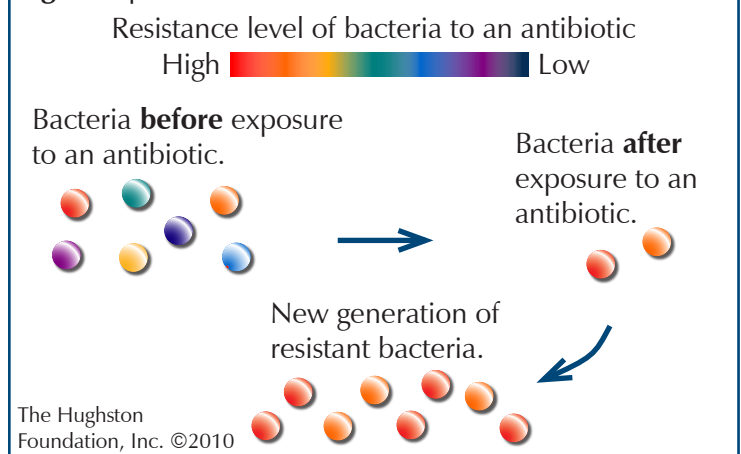 Resistance level of bacteria to an antibiotic
High Low
Bacteria before exposure
to an antibiotic.
Bacteria after
exposure to an
antibiotic.
New generation of
resistant bacteria.
The Hughston
Foundation, Inc. ©2010